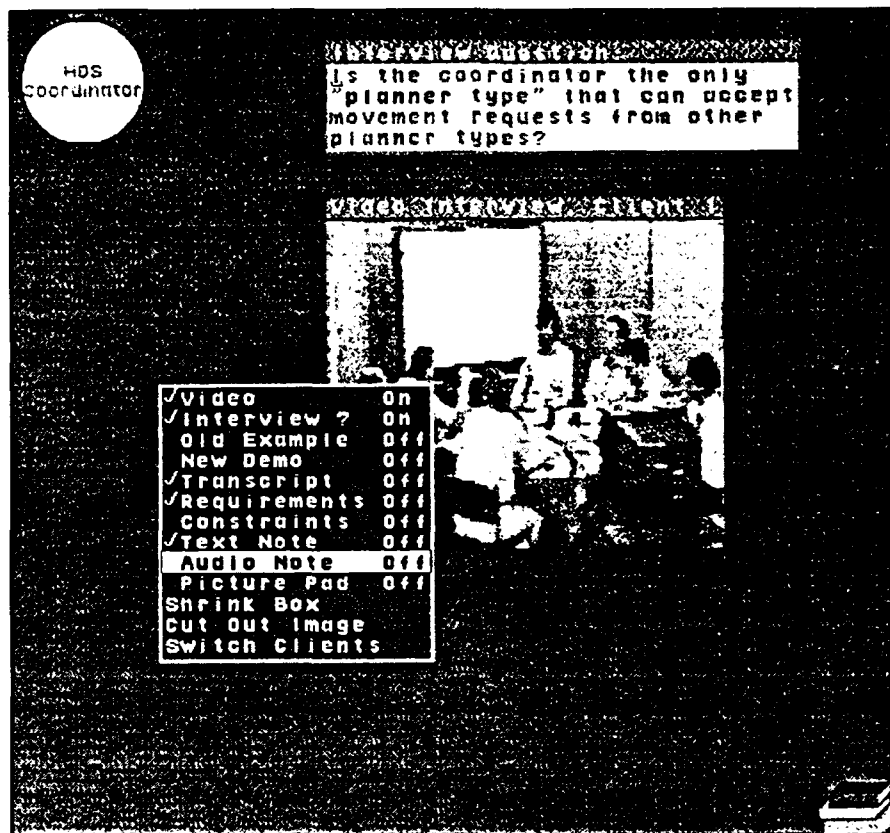 HDS
Coordinator
Interview Question
Is the coordinator the only
"planner type" that can accept
movement requests from other
planner types?
Video Interview Client 1
√Video On
√Interview ? On
Old Example Off
New Demo Off
√Transcript Off
√Requirements Off
Constraints Off
√Text Note Off
Audio Note Off
Picture Pad Off
Shrink Box
Cut Out Image
Switch Clients